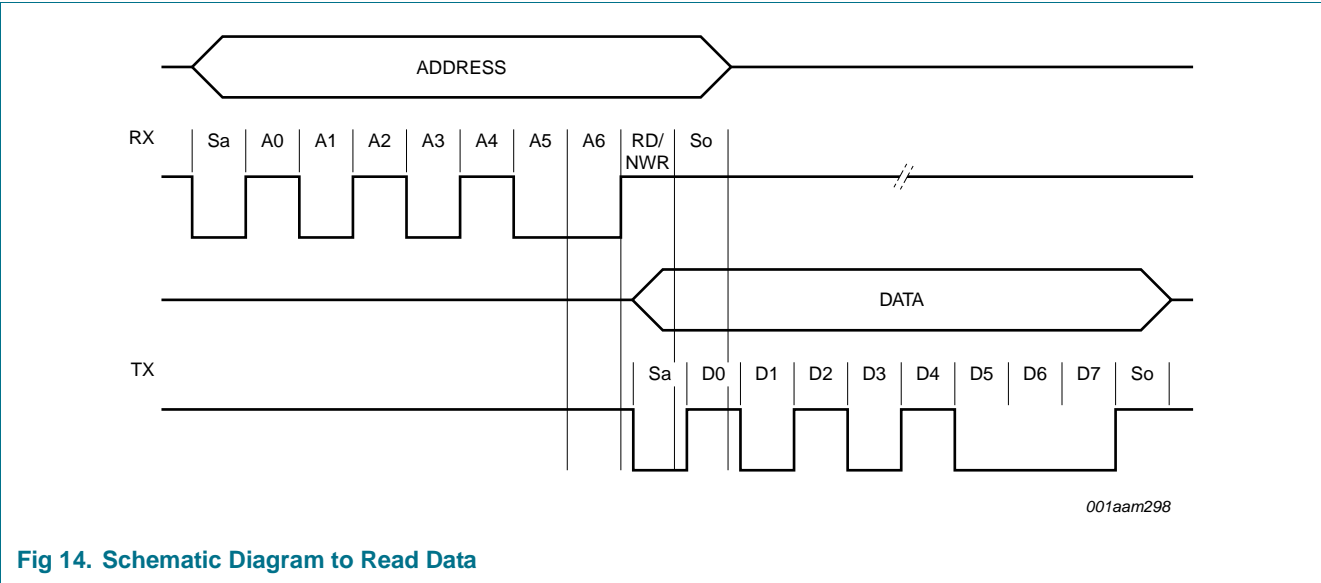 ADDRESS
RX Sa A0 A1 A2 A3 A4 A5 A6 RD/ So
NWR
DATA
TX Sa D0 D1 D2 D3 D4 D5 D6 D7 So
001aam298
Fig 14. Schematic Diagram to Read Data